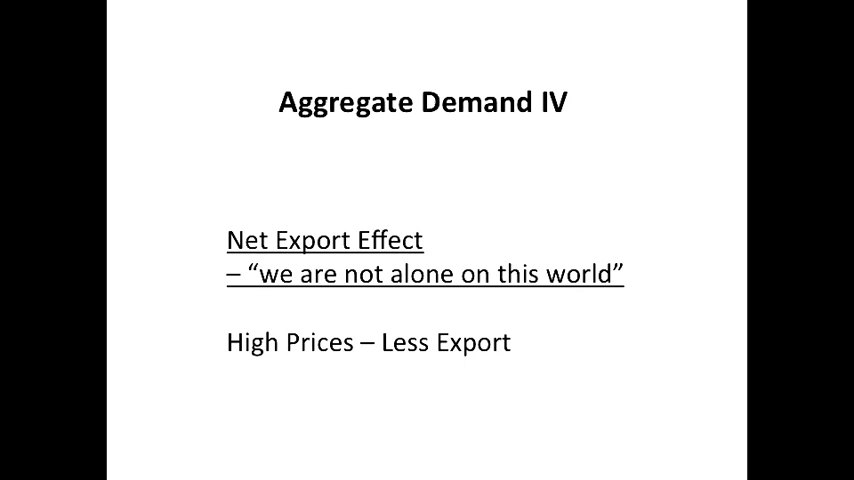 Aggregate Demand IV
Net Export Effect
– “we are not alone on this world”
High Prices – Less Export